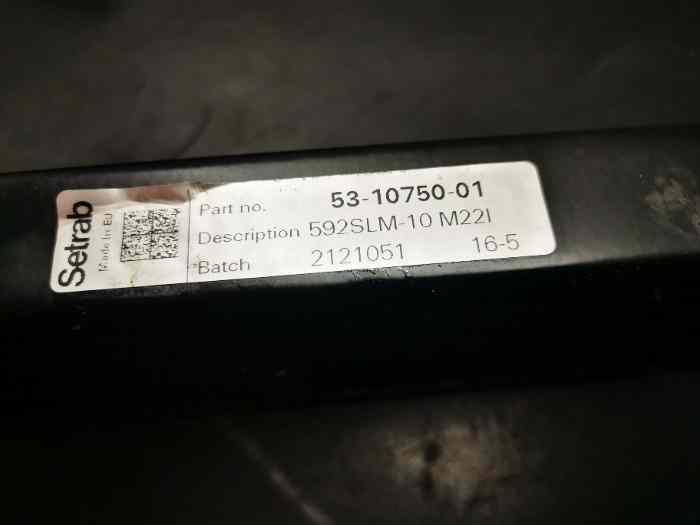 Setrab
Made In EU
Part no. 53-10750-01
Description 592SLM-10 M22I
Batch 2121051 16-5